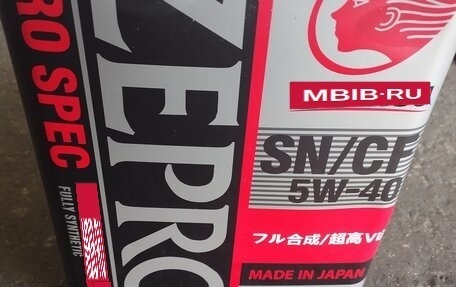 MBIB-RU
SN/CF
5W-40
フル合成/超高VI
MADE IN JAPAN
ZEPRO
RO SPEC
FULLY SYNTHETIC